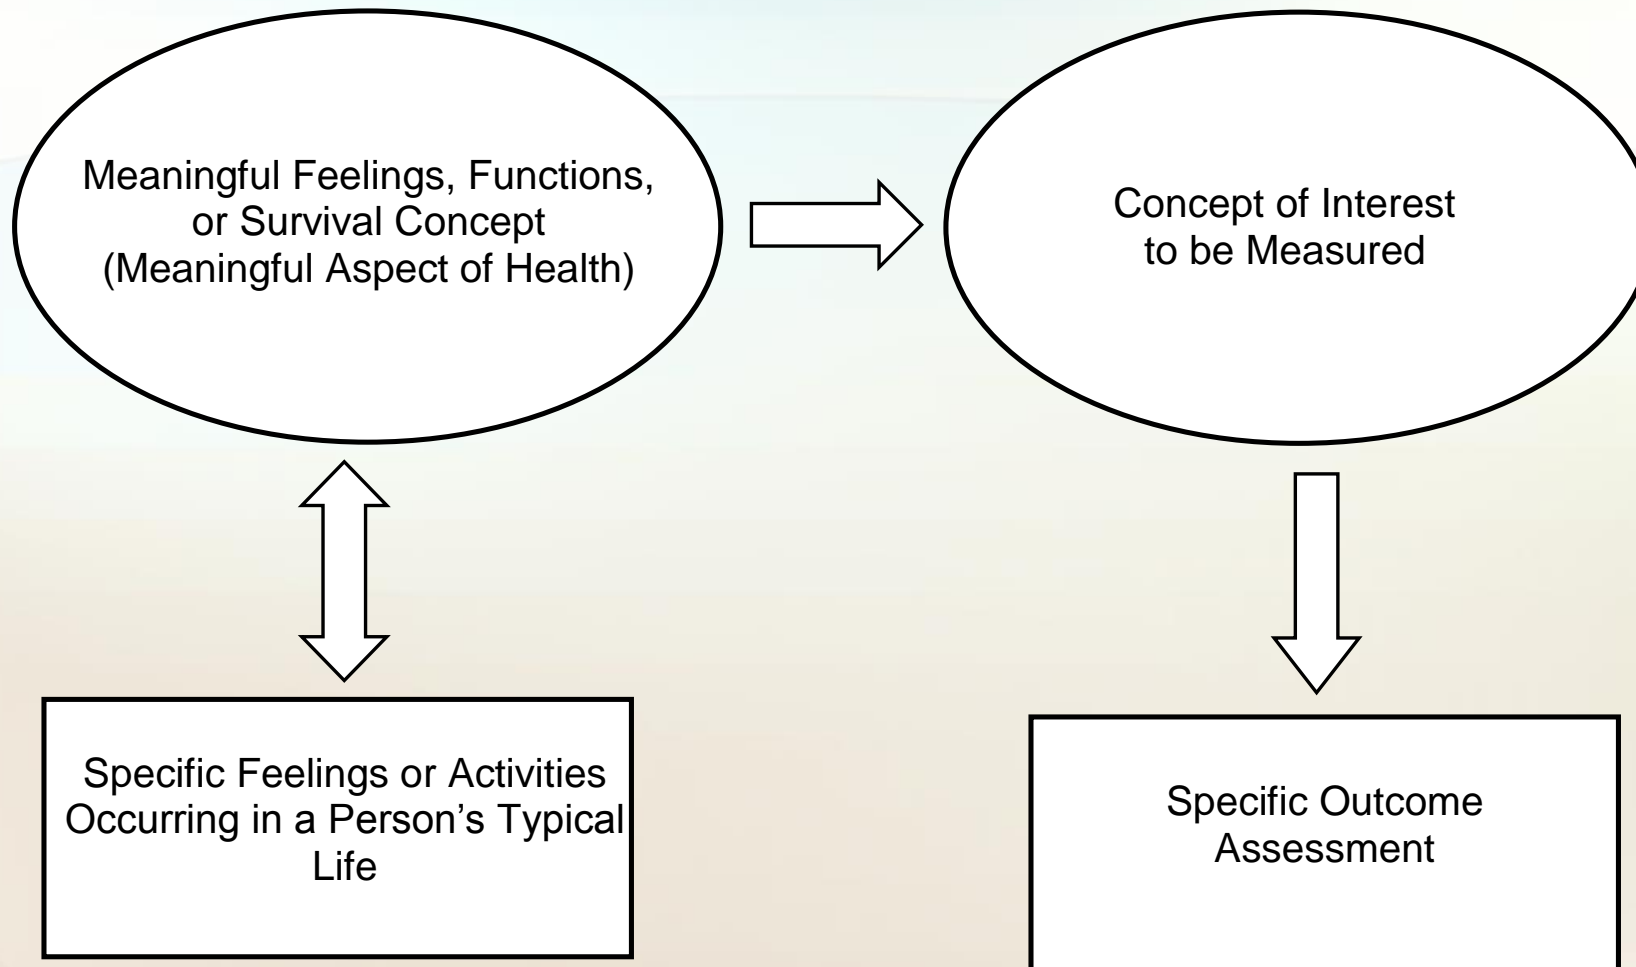 Meaningful Feelings, Functions,
or Survival Concept
(Meaningful Aspect of Health)
Concept of Interest
to be Measured
Specific Feelings or Activities
Occurring in a Person’s Typical
Life
Specific Outcome
Assessment